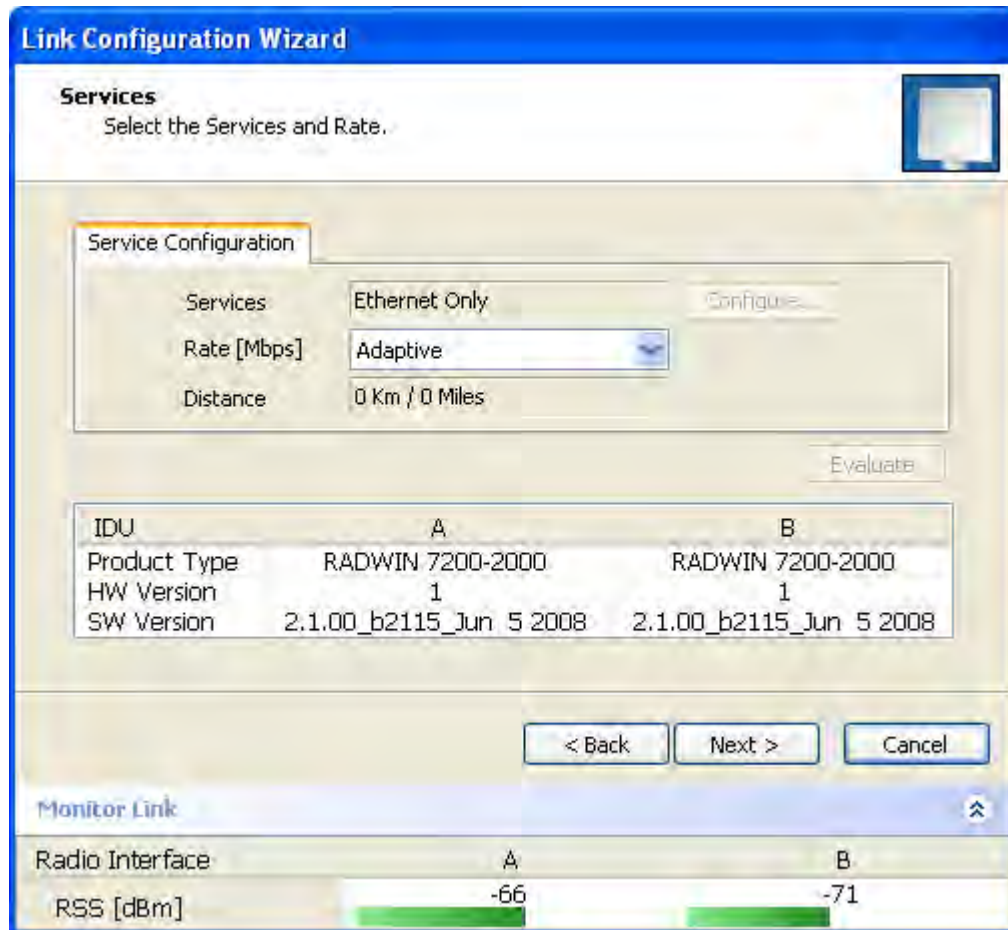 Link Configuration Wizard
Services
Select the Services and Rate.
Service Configuration
Services Ethernet Only Configure...
Rate [Mbps] Adaptive
Distance 0 Km / 0 Miles
Evaluate
IDU A B
Product Type RADWIN 7200-2000 RADWIN 7200-2000
HW Version 1 1
SW Version 2.1.00_b2115_Jun 5 2008 2.1.00_b2115_Jun 5 2008
< Back Next > Cancel
Monitor Link
Radio Interface A B
RSS [dBm] -66 -71